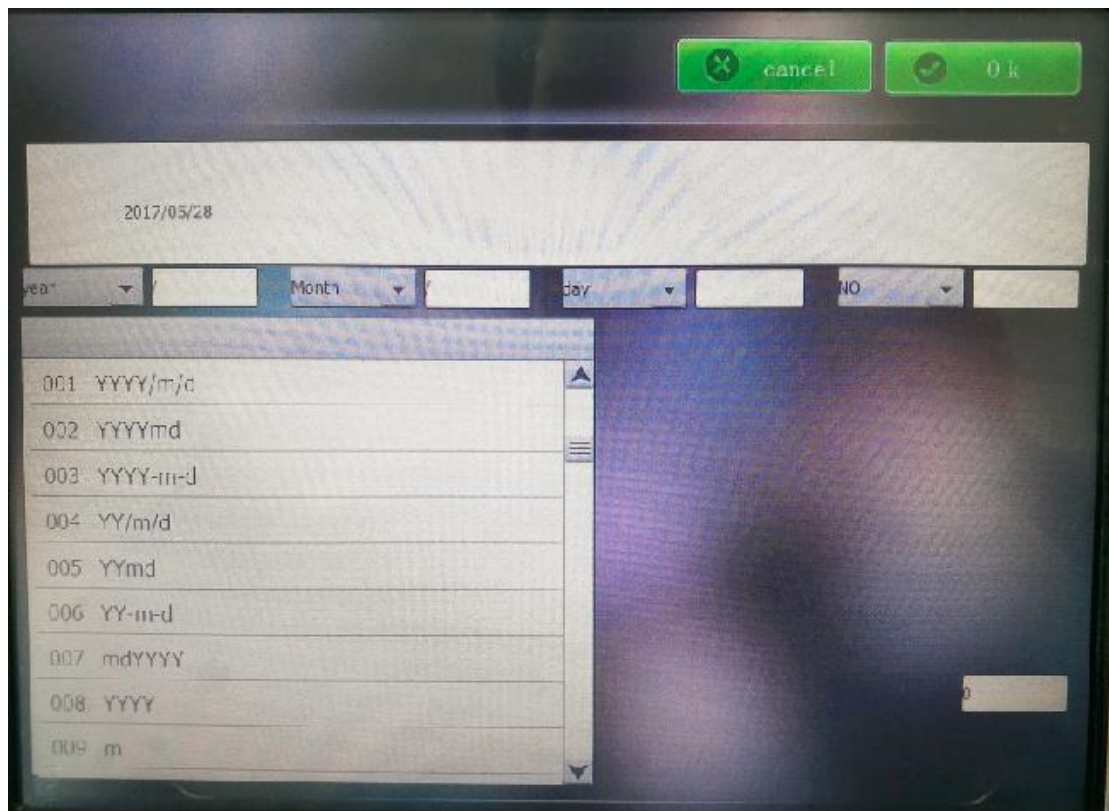 cancel
Ok
2017/05/28
year / Month / day NO
001 YYYY/m/d
002 YYYYmd
003 YYYY-m-d
004 YY/m/d
005 YYmd
006 YY-m-d
007 mdYYYY
008 YYYY
009 m
0